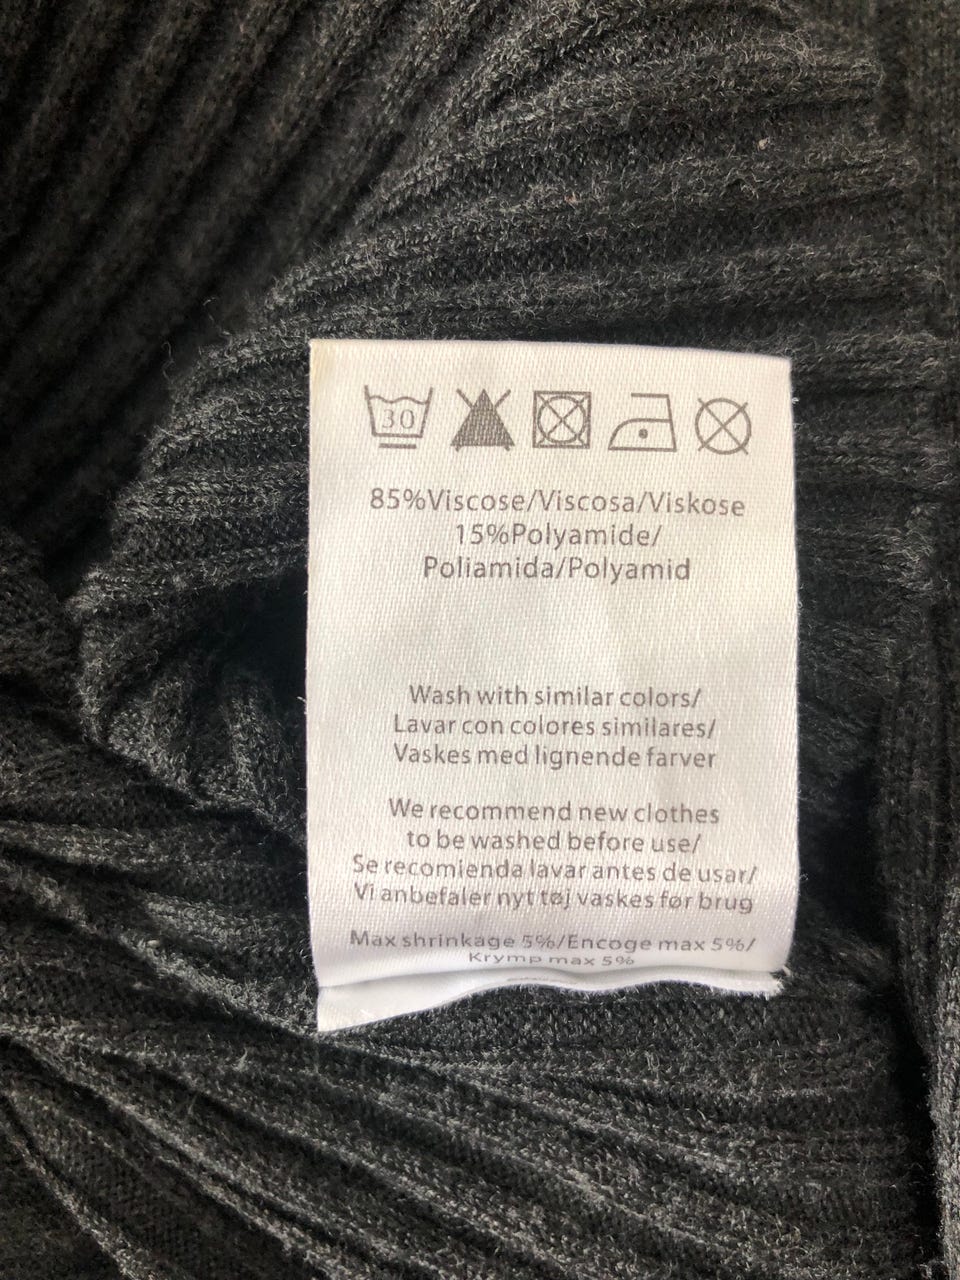 30
85%Viscose/Viscosa/Viskose
15%Polyamide/
Poliamida/Polyamid
Wash with similar colors/
Lavar con colores similares/
Vaskes med lignende farver
We recommend new clothes
to be washed before use/
Se recomienda lavar antes de usar/
Vi anbefaler nyt tøj vaskes før brug
Max shrinkage 5%/Encoge max 5%/
Krymp max 5%